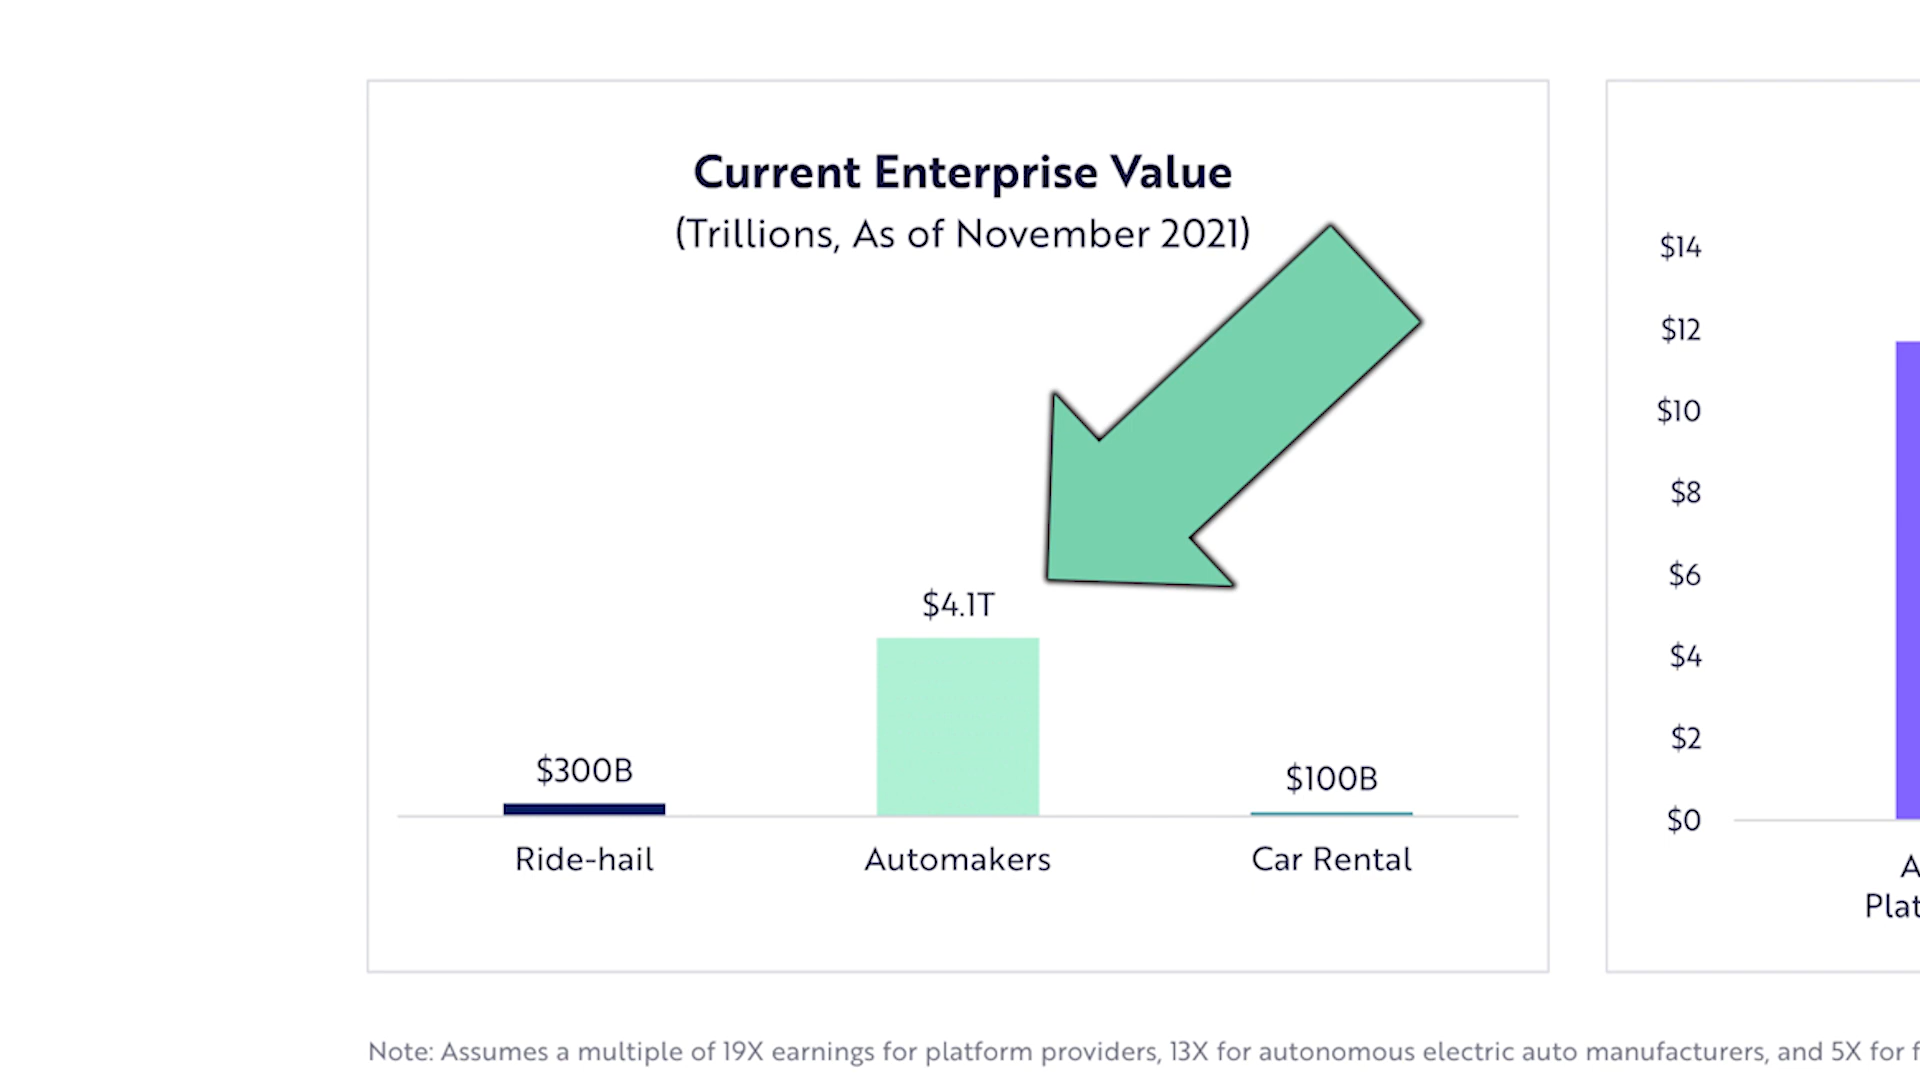 Current Enterprise Value
(Trillions, As of November 2021)
$4.1T
$300B
$100B
Ride-hail
Automakers
Car Rental
$14
$12
$10
$8
$6
$4
$2
$0
Note: Assumes a multiple of 19X earnings for platform providers, 13X for autonomous electric auto manufacturers, and 5X for